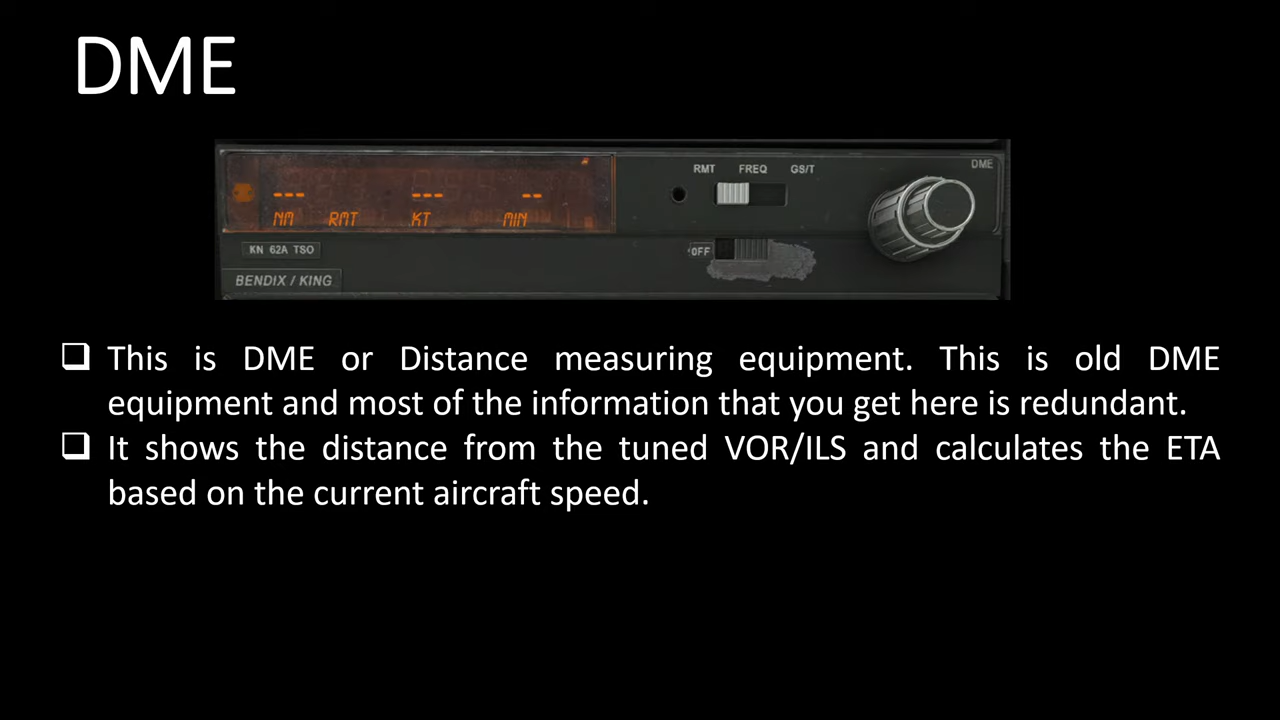 DME
RMT FREQ GS/T DME
NM RMT KT MIN
KN 62A TSO OFF
BENDIX / KING
This is DME or Distance measuring equipment. This is old DME
equipment and most of the information that you get here is redundant.
It shows the distance from the tuned VOR/ILS and calculates the ETA
based on the current aircraft speed.